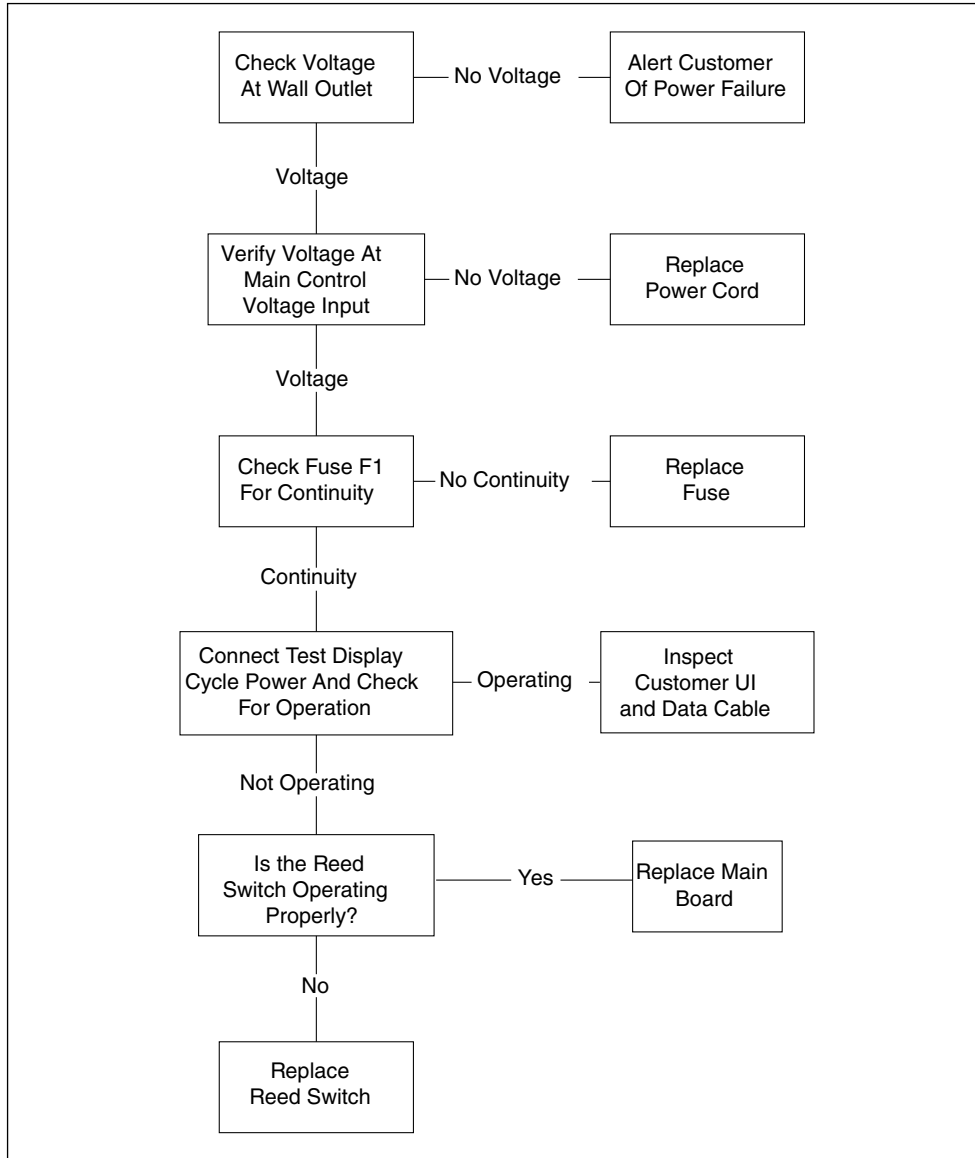 Check Voltage
At Wall Outlet
No Voltage
Alert Customer
Of Power Failure
Voltage
Verify Voltage At
Main Control
Voltage Input
No Voltage
Replace
Power Cord
Voltage
Check Fuse F1
For Continuity
No Continuity
Replace
Fuse
Continuity
Connect Test Display
Cycle Power And Check
For Operation
Operating
Inspect
Customer UI
and Data Cable
Not Operating
Is the Reed
Switch Operating
Properly?
Yes
Replace Main
Board
No
Replace
Reed Switch